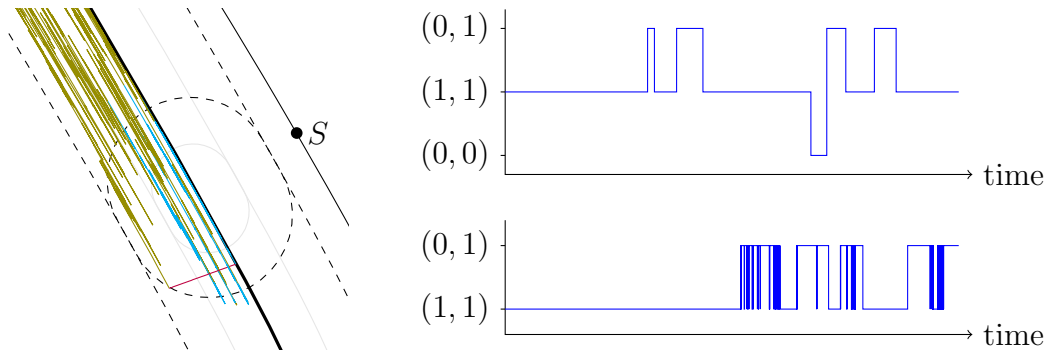 S
(0, 1)
(1, 1)
(0, 0)
time
(0, 1)
(1, 1)
time